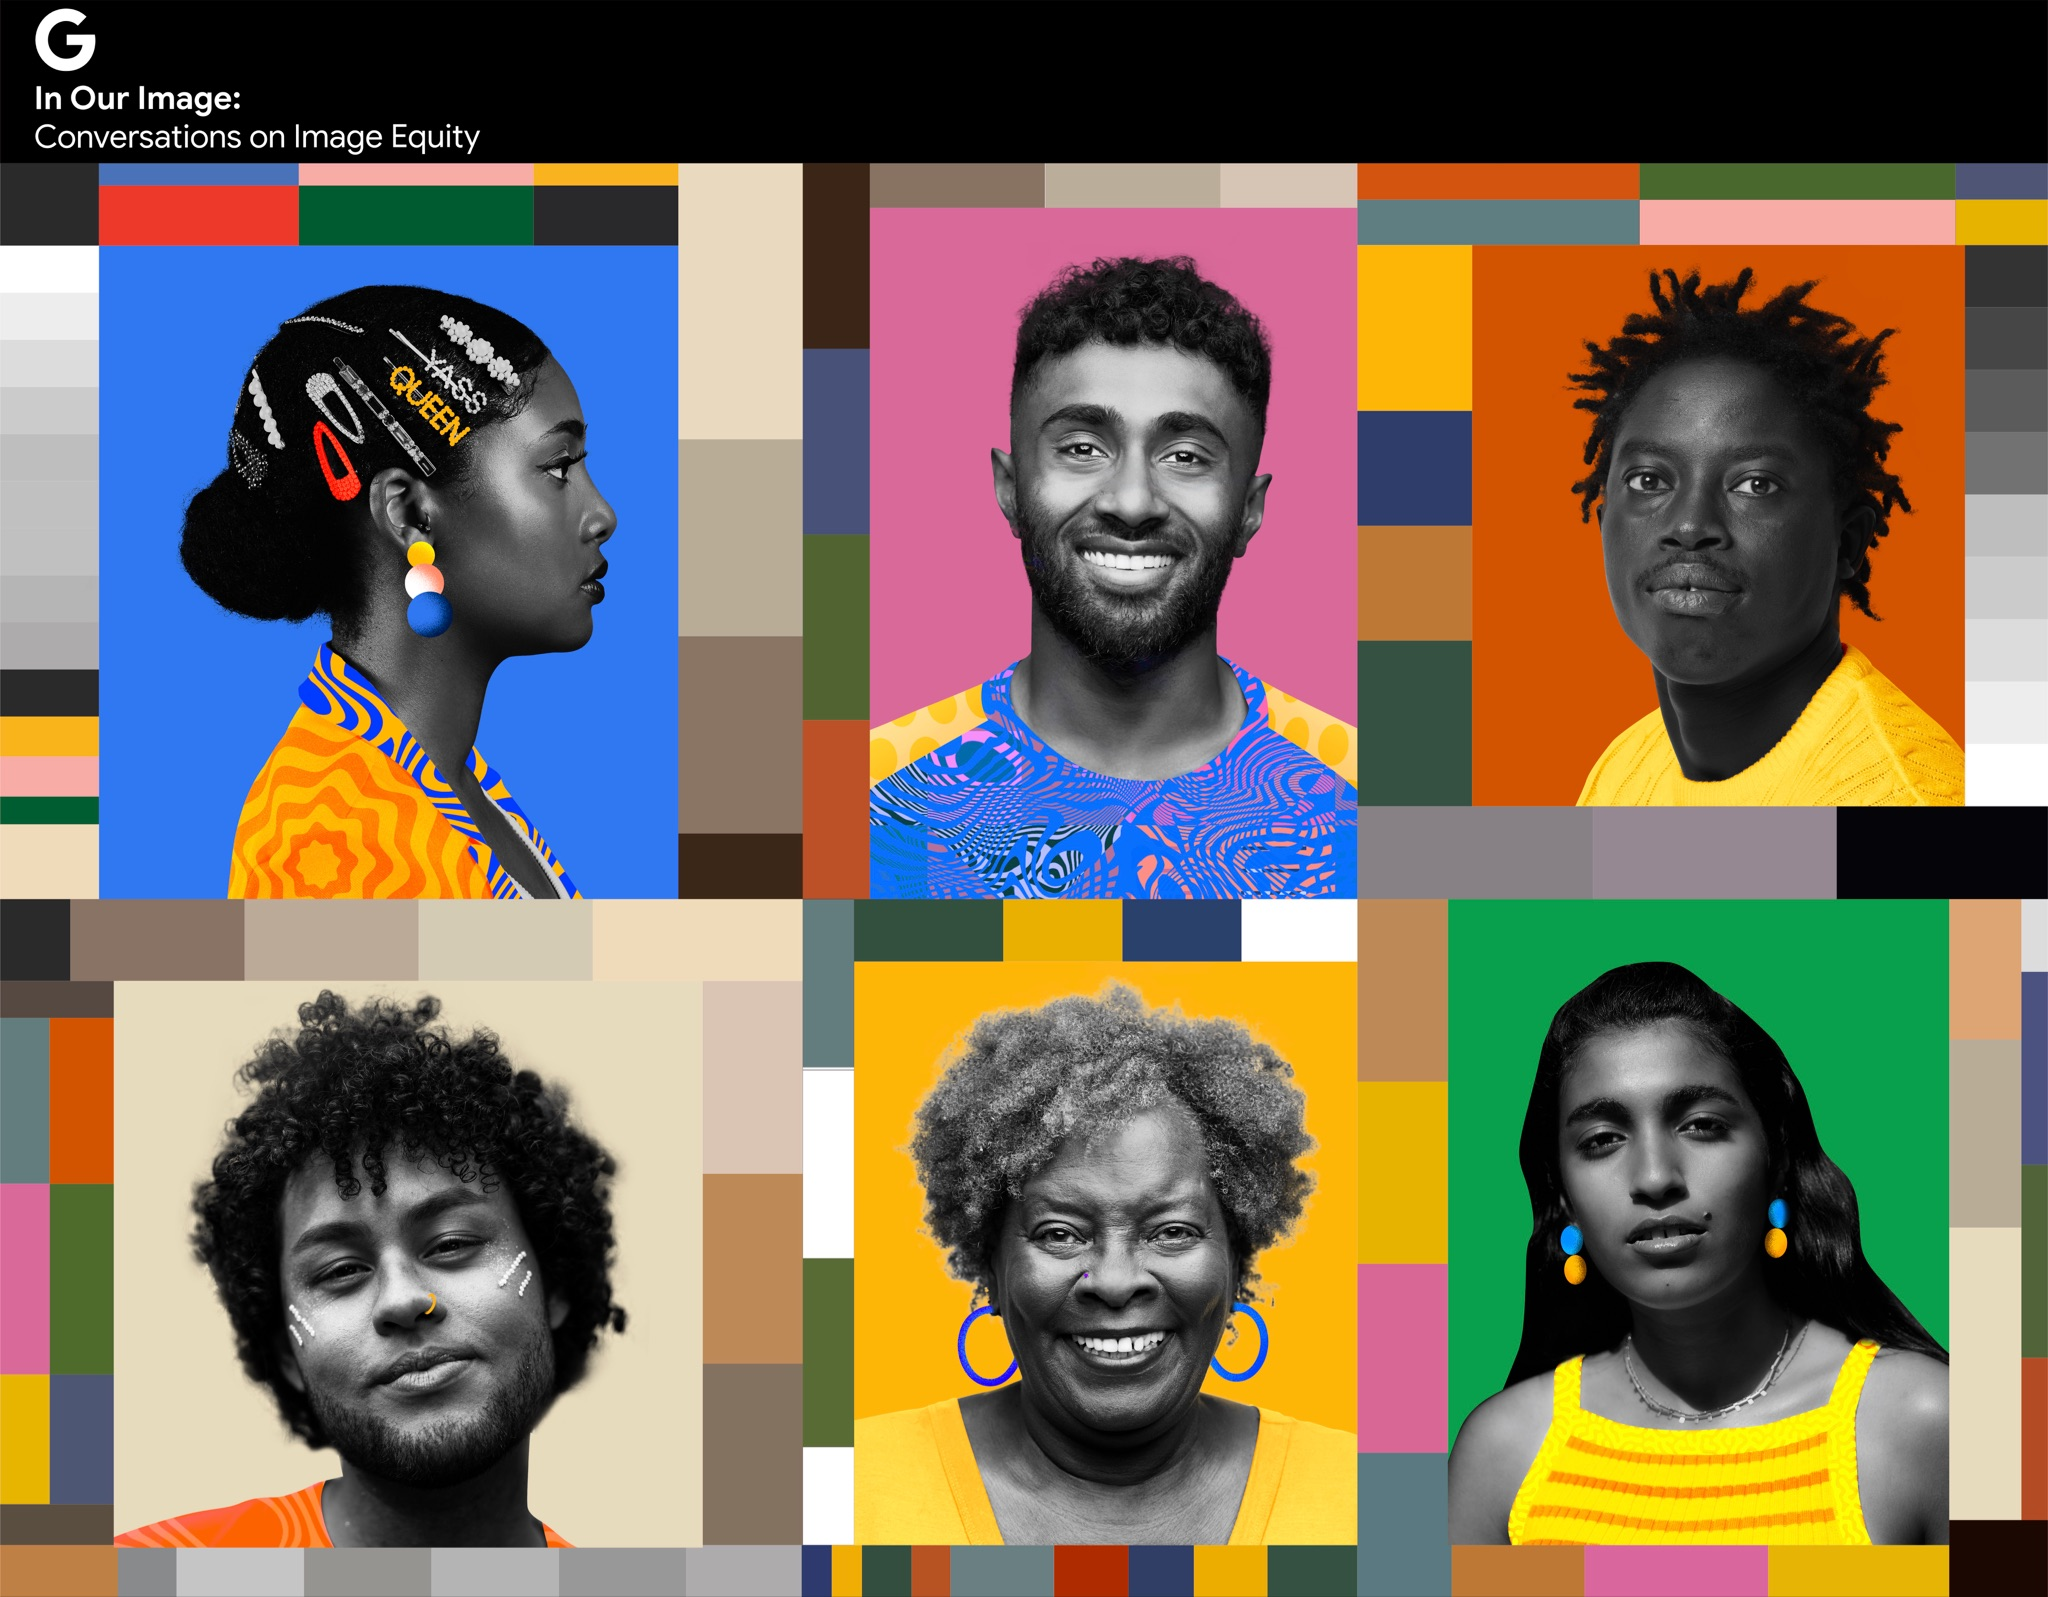 G
In Our Image:
Conversations on Image Equity
YASS
QUEEN